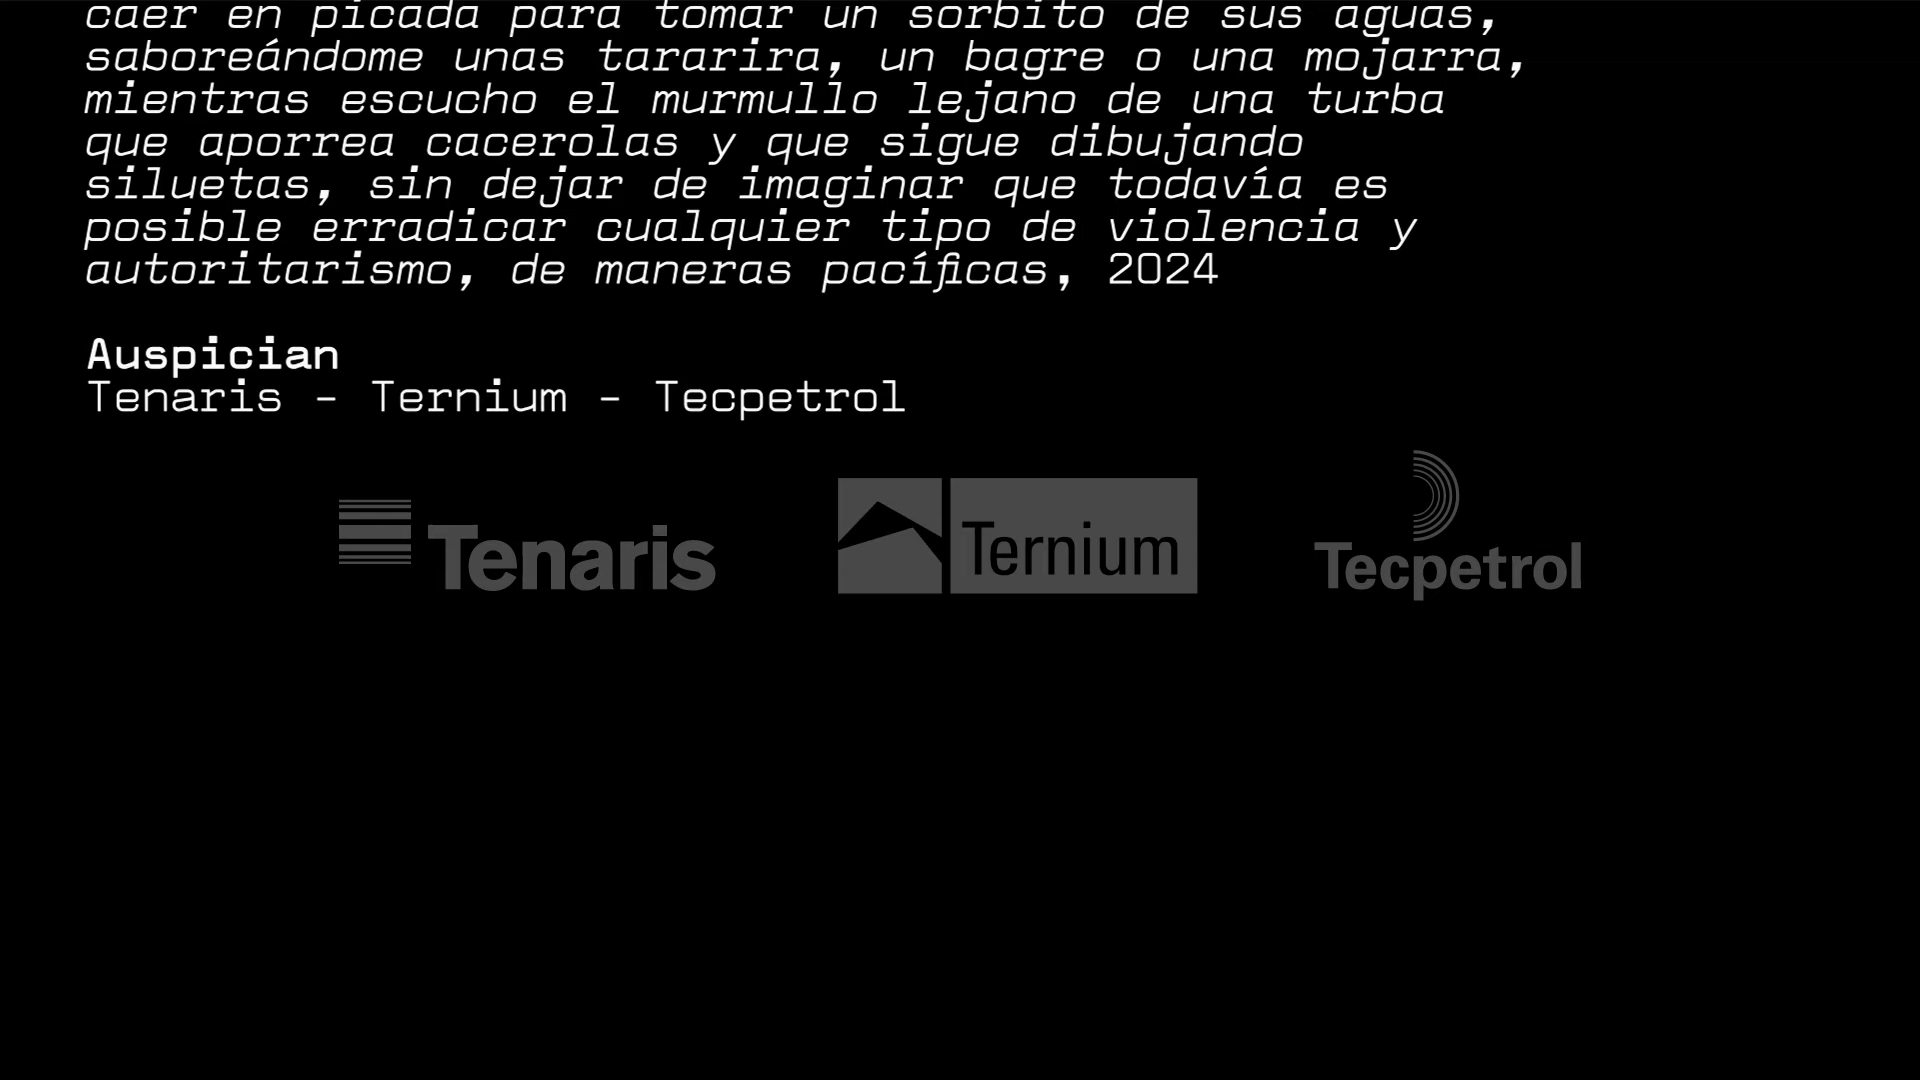 caer en picada para tomar un sorbito de sus aguas,
saboreándome unas tararira, un bagre o una mojarra,
mientras escucho el murmullo lejano de una turba
que aporrea cacerolas y que sigue dibujando
siluetas, sin dejar de imaginar que todavía es
posible erradicar cualquier tipo de violencia y
autoritarismo, de maneras pacíficas, 2024
Auspician
Tenaris - Ternium - Tecpetrol
Tenaris
Ternium
Tecpetrol